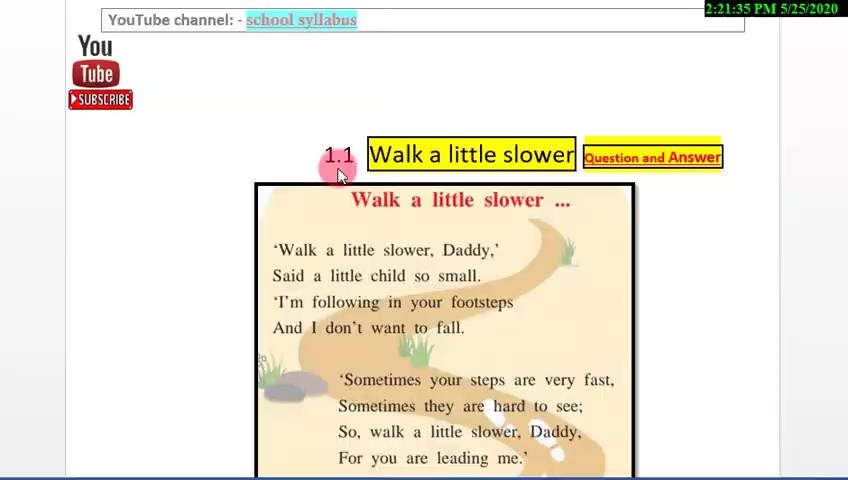 2:21:35 PM 5/25/2020
YouTube channel: - school syllabus
You
Tube
SUBSCRIBE
1.1 Walk a little slower Question and Answer
Walk a little slower ...
‘Walk a little slower, Daddy,’
Said a little child so small.
‘I’m following in your footsteps
And I don’t want to fall.
‘Sometimes your steps are very fast,
Sometimes they are hard to see;
So, walk a little slower, Daddy,
For you are leading me.’